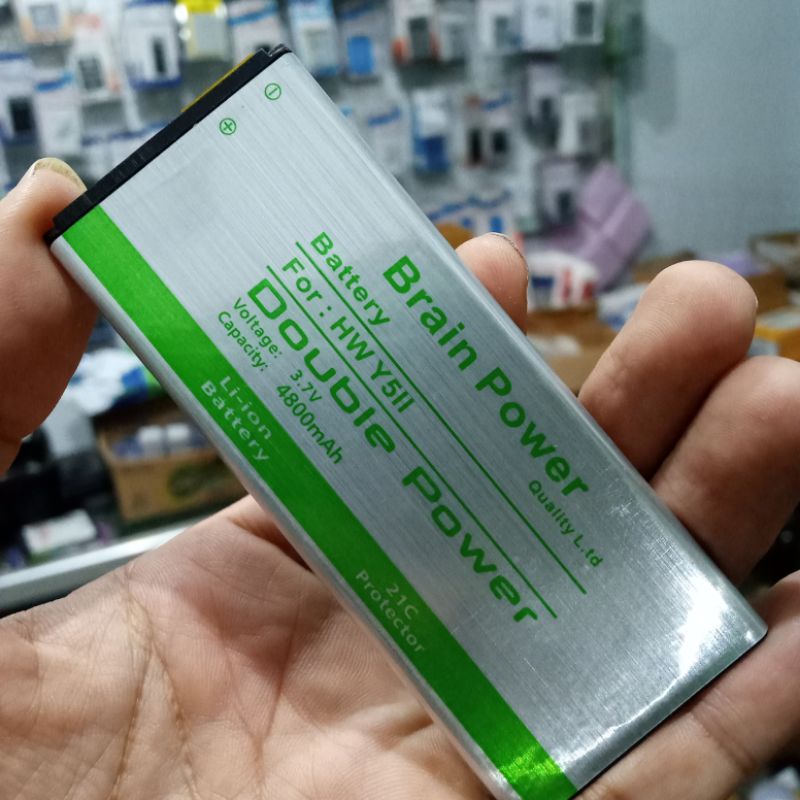 Brain Power
Quality L.td
Battery
For : HW Y5II
Double Power
Voltage: 3.7V
Capacity: 4800mAh
Li-ion
Battery
21C
Protector